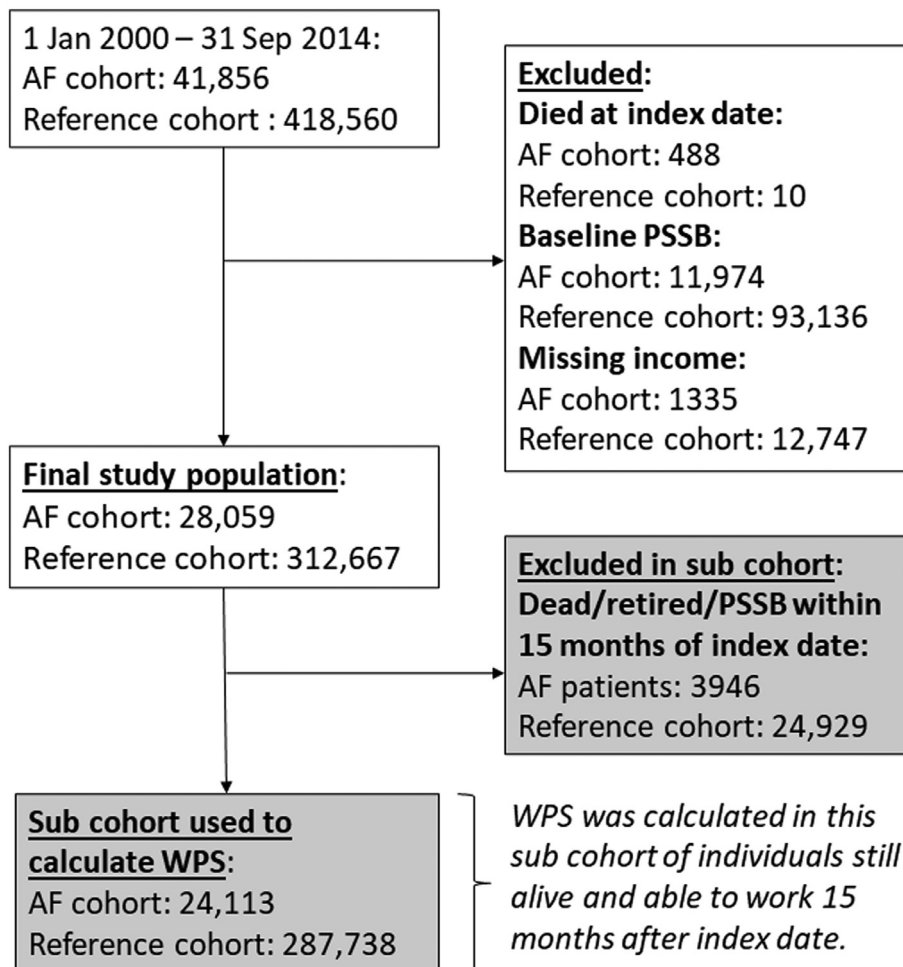 1 Jan 2000 – 31 Sep 2014:
AF cohort: 41,856
Reference cohort : 418,560
Excluded:
Died at index date:
AF cohort: 488
Reference cohort: 10
Baseline PSSB:
AF cohort: 11,974
Reference cohort: 93,136
Missing income:
AF cohort: 1335
Reference cohort: 12,747
Final study population:
AF cohort: 28,059
Reference cohort: 312,667
Excluded in sub cohort:
Dead/retired/PSSB within
15 months of index date:
AF patients: 3946
Reference cohort: 24,929
Sub cohort used to
calculate WPS:
AF cohort: 24,113
Reference cohort: 287,738
WPS was calculated in this
sub cohort of individuals still
alive and able to work 15
months after index date.